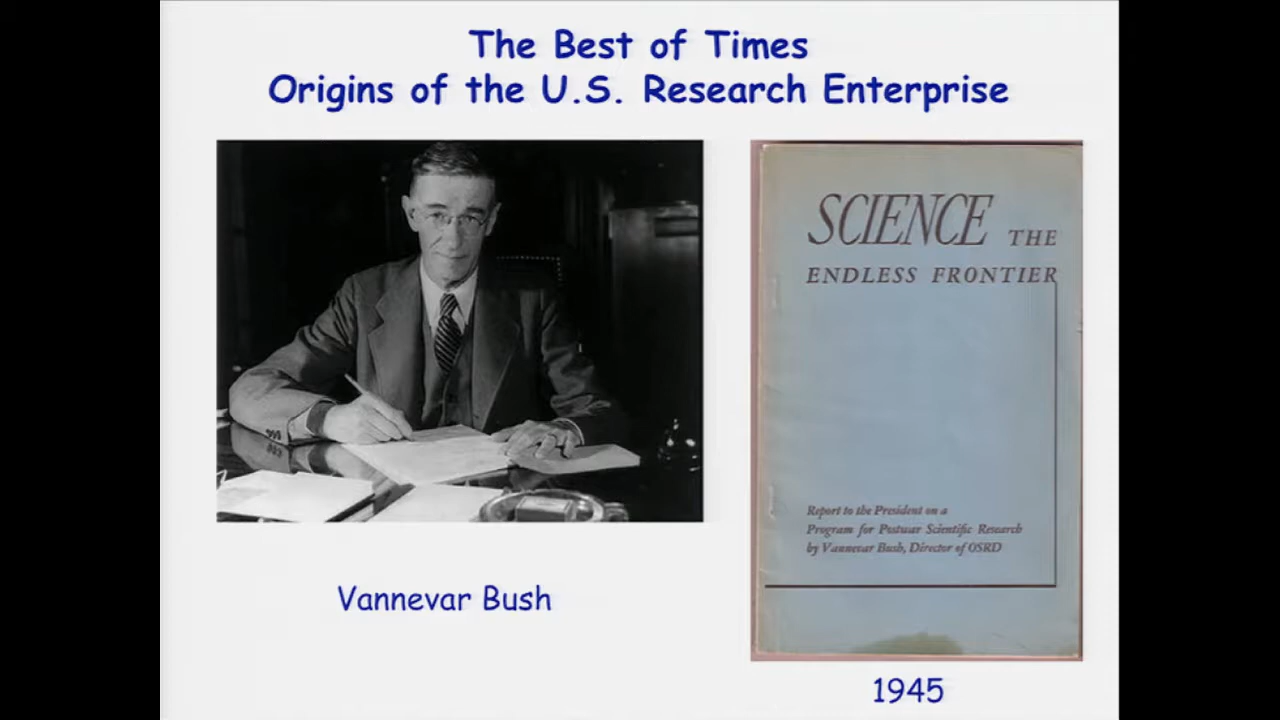 The Best of Times
Origins of the U.S. Research Enterprise
SCIENCE THE
ENDLESS FRONTIER
Report to the President on a
Program for Postwar Scientific Research
by Vannevar Bush, Director of OSRD
Vannevar Bush
1945